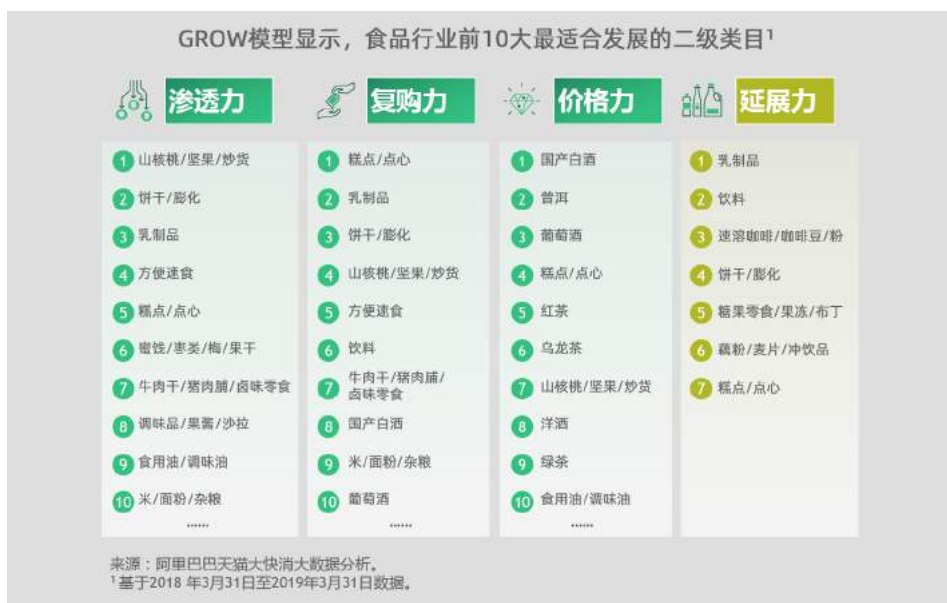 GROW模型显示，食品行业前10大最适合发展的二级类目¹
渗透力
1 山核桃/坚果/炒货
2 饼干/膨化
3 乳制品
4 方便速食
5 糕点/点心
6 蜜饯/枣类/梅/果干
7 牛肉干/猪肉脯/卤味零食
8 调味品/果酱/沙拉
9 食用油/调味油
10 米/面粉/杂粮
......
复购力
1 糕点/点心
2 乳制品
3 饼干/膨化
4 山核桃/坚果/炒货
5 方便速食
6 饮料
7 牛肉干/猪肉脯/
卤味零食
8 国产白酒
9 米/面粉/杂粮
10 葡萄酒
......
价格力
1 国产白酒
2 普洱
3 葡萄酒
4 糕点/点心
5 红茶
6 乌龙茶
7 山核桃/坚果/炒货
8 洋酒
9 绿茶
10 食用油/调味油
......
延展力
1 乳制品
2 饮料
3 速溶咖啡/咖啡豆/粉
4 饼干/膨化
5 糖果零食/果冻/布丁
6 藕粉/麦片/冲饮品
7 糕点/点心
来源：阿里巴巴天猫大快消大数据分析。
¹基于2018 年3月31日至2019年3月31日数据。